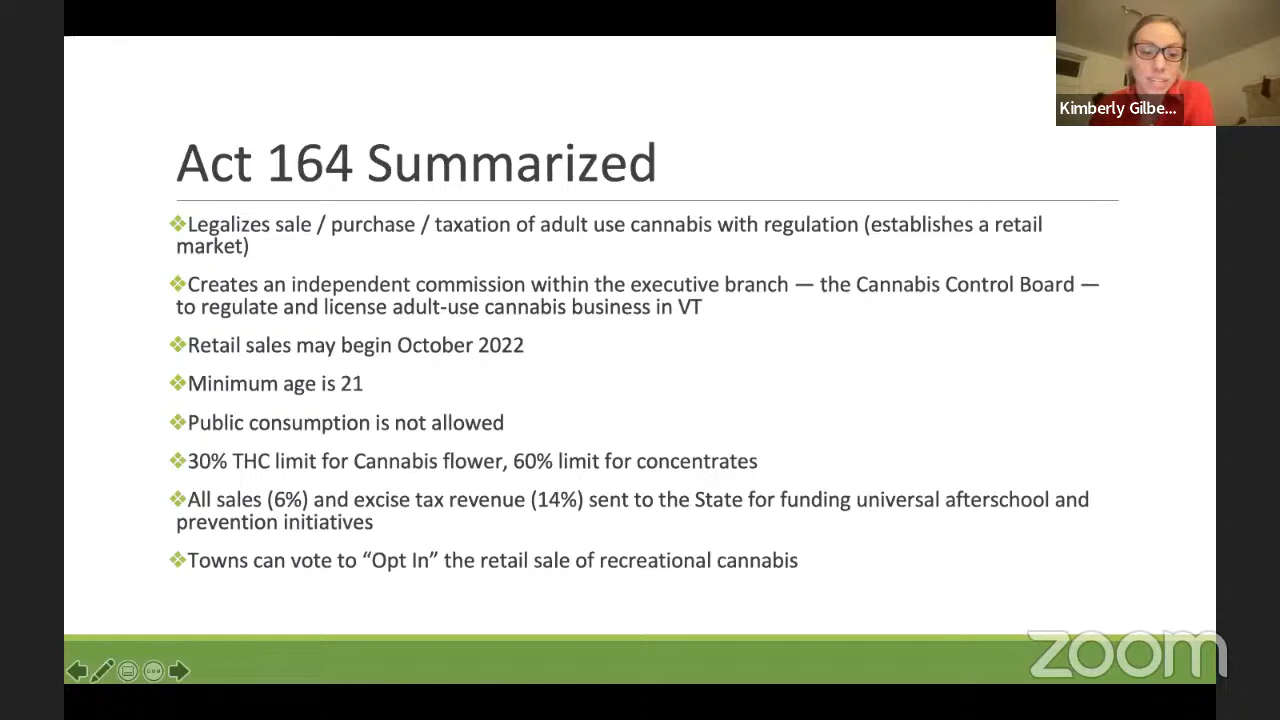 Kimberly Gilbe...
Act 164 Summarized
❖Legalizes sale / purchase / taxation of adult use cannabis with regulation (establishes a retail
market)
❖Creates an independent commission within the executive branch — the Cannabis Control Board —
to regulate and license adult-use cannabis business in VT
❖Retail sales may begin October 2022
❖Minimum age is 21
❖Public consumption is not allowed
❖30% THC limit for Cannabis flower, 60% limit for concentrates
❖All sales (6%) and excise tax revenue (14%) sent to the State for funding universal afterschool and
prevention initiatives
❖Towns can vote to “Opt In” the retail sale of recreational cannabis
zoom